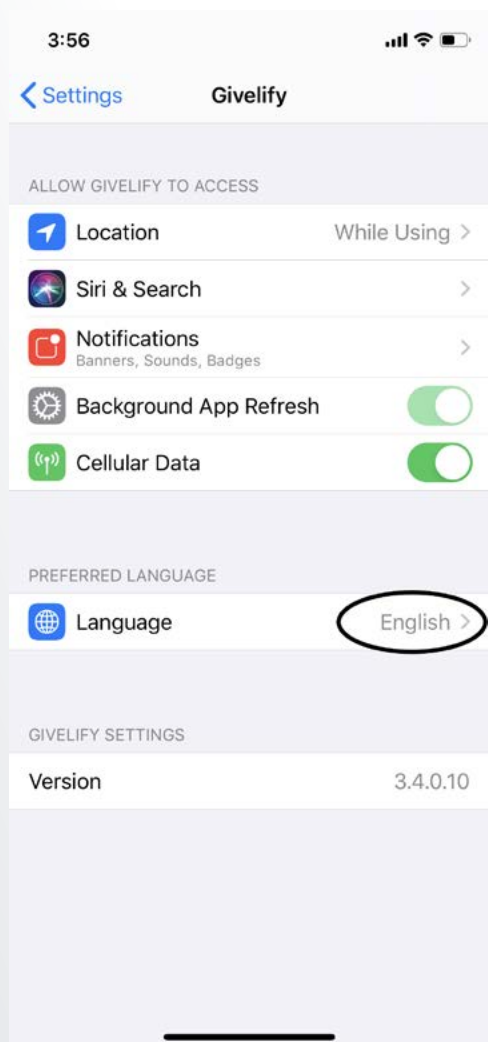 3:56
Settings
Givelify
ALLOW GIVELIFY TO ACCESS
Location While Using
Siri & Search
Notifications
Banners, Sounds, Badges
Background App Refresh
Cellular Data
PREFERRED LANGUAGE
Language English
GIVELIFY SETTINGS
Version 3.4.0.10